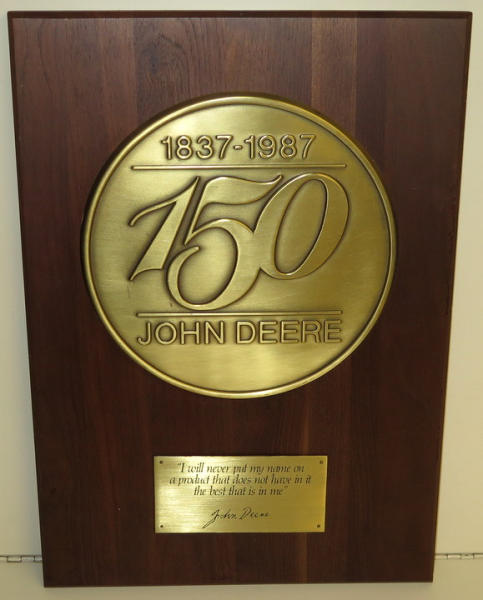 1837-1987
150
JOHN DEERE
"I will never put my name on
a product that does not have in it
the best that is in me"
John Deere